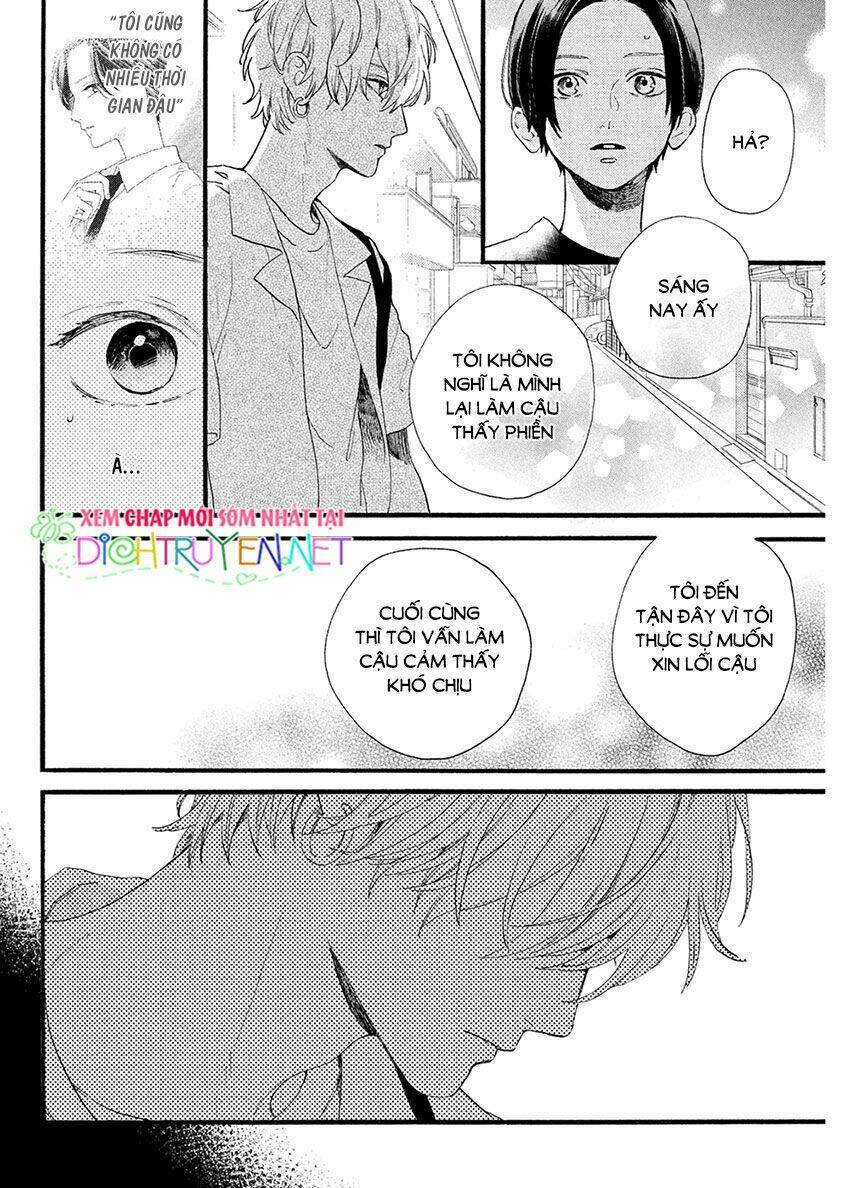 HẢ?
SÁNG
NAY ẤY
TÔI KHÔNG
NGHĨ LÀ MÌNH
LẠI LÀM CẬU
THẤY PHIỀN
"TÔI CŨNG
KHÔNG CÓ
NHIỀU THỜI
GIAN ĐÂU"
À...
XEM CHAP MỚI SỚM NHẤT TẠI
DICHTRUYEN.NET
TÔI ĐẾN
TẬN ĐÂY VÌ TÔI
THỰC SỰ MUỐN
XIN LỖI CẬU
CUỐI CÙNG
THÌ TÔI VẪN LÀM
CẬU CẢM THẤY
KHÓ CHỊU